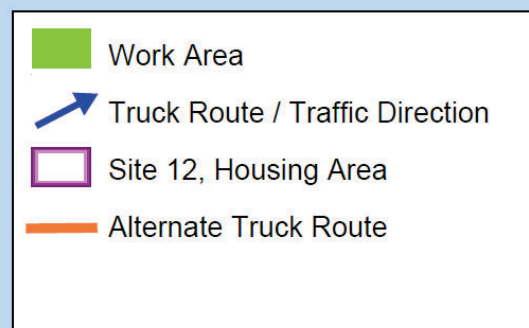 Work Area
Truck Route / Traffic Direction
Site 12, Housing Area
Alternate Truck Route